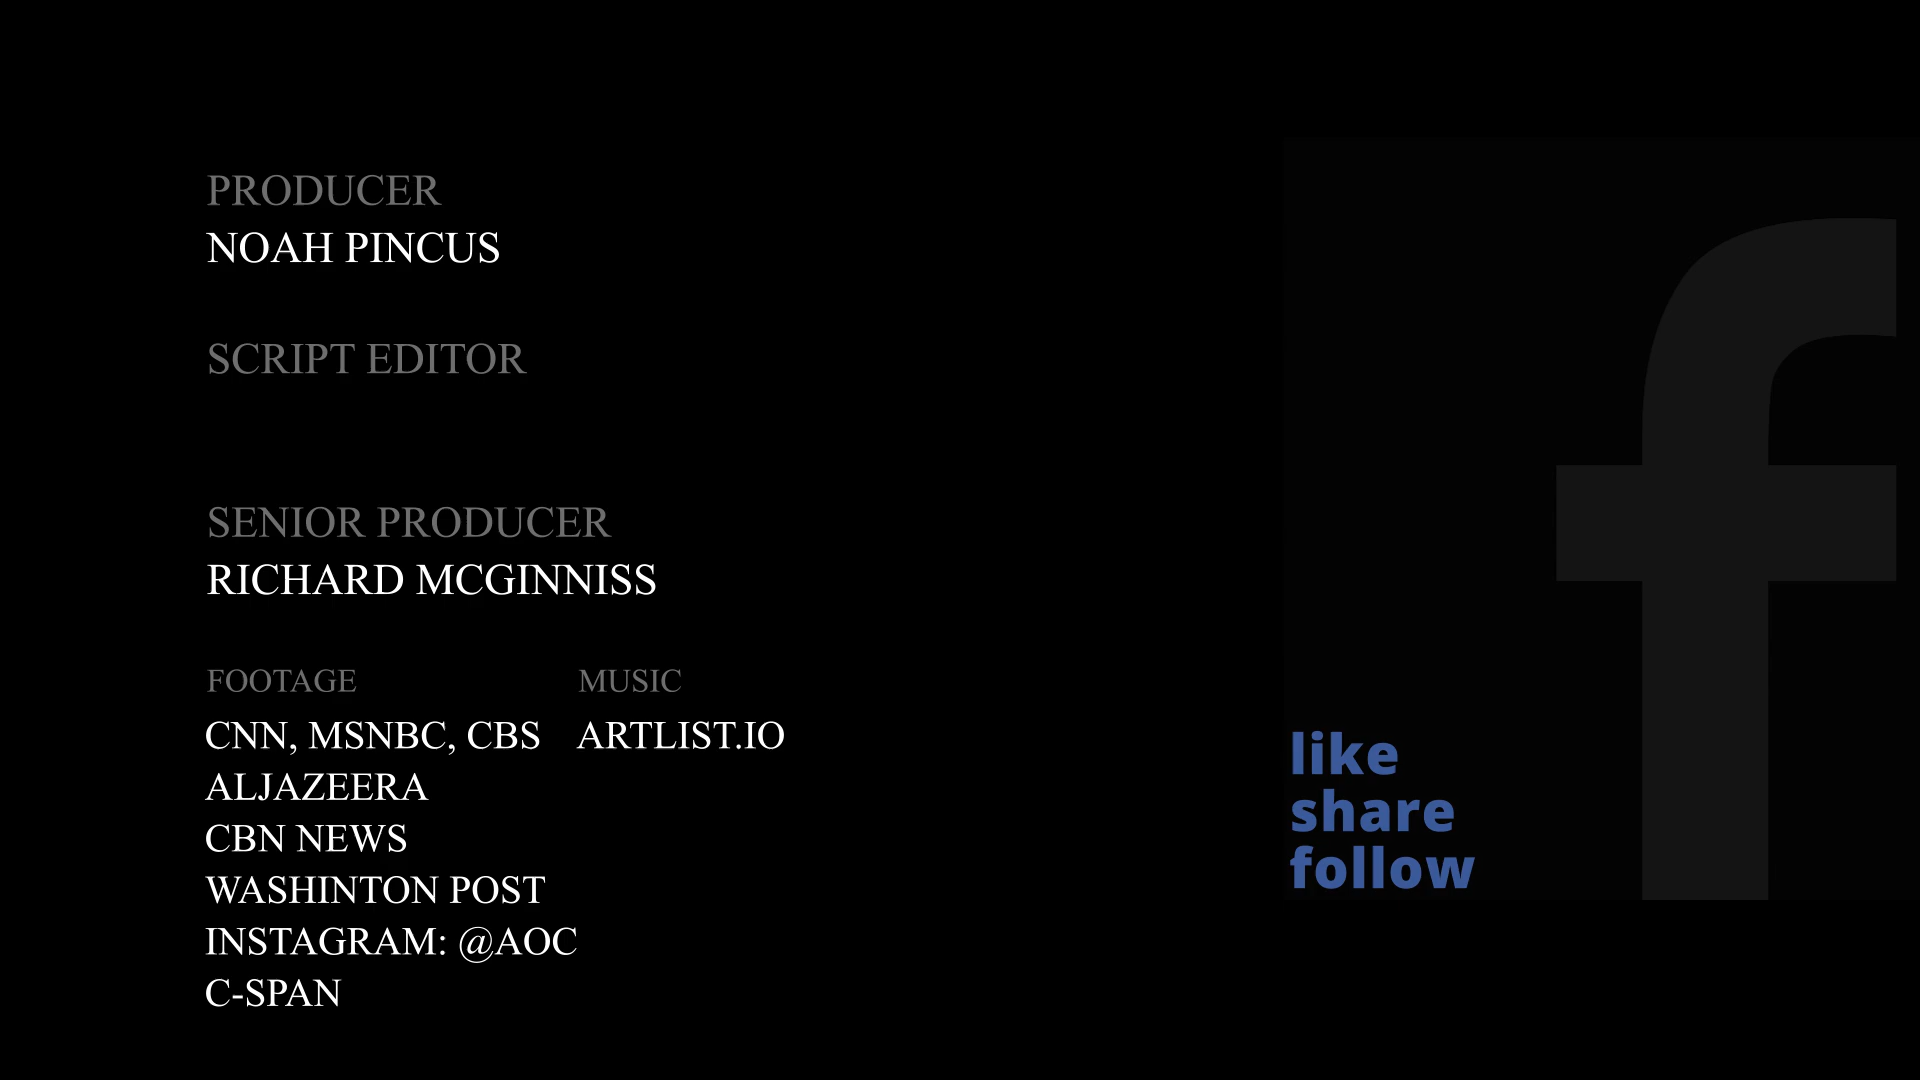 PRODUCER
NOAH PINCUS
SCRIPT EDITOR
SENIOR PRODUCER
RICHARD MCGINNISS
FOOTAGE
CNN, MSNBC, CBS
ALJAZEERA
CBN NEWS
WASHINTON POST
INSTAGRAM: @AOC
C-SPAN
MUSIC
ARTLIST.IO
f
like
share
follow